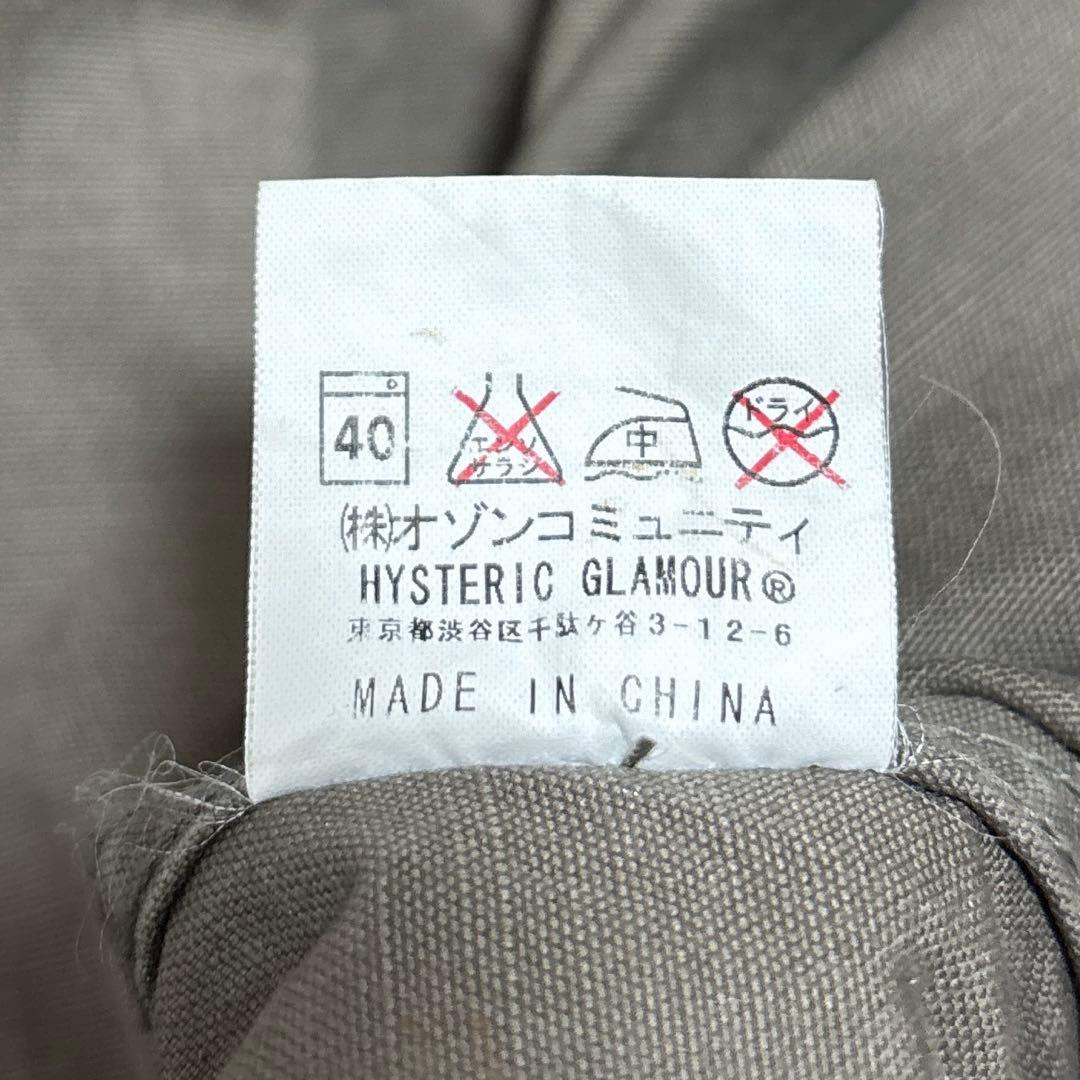 40 エンソ サラシ 中 ドライ
(株)オゾンコミュニティ
HYSTERIC GLAMOUR®
東京都渋谷区千駄ヶ谷3-12-6
MADE IN CHINA